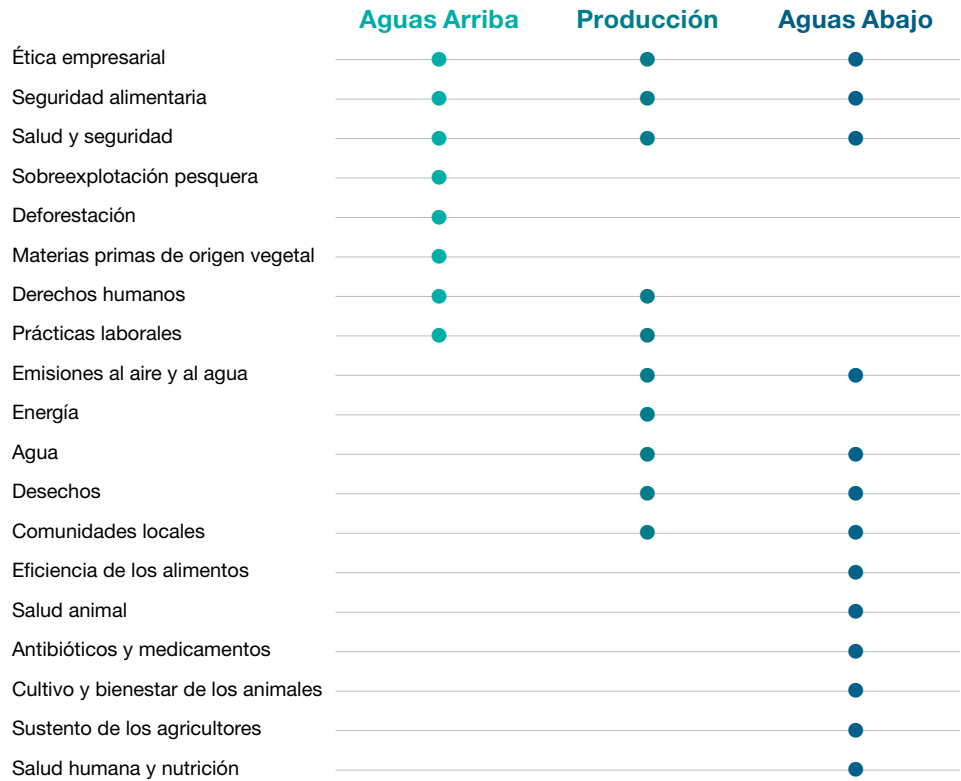 Aguas Arriba Producción Aguas Abajo
Ética empresarial
Seguridad alimentaria
Salud y seguridad
Sobreexplotación pesquera
Deforestación
Materias primas de origen vegetal
Derechos humanos
Prácticas laborales
Emisiones al aire y al agua
Energía
Agua
Desechos
Comunidades locales
Eficiencia de los alimentos
Salud animal
Antibióticos y medicamentos
Cultivo y bienestar de los animales
Sustento de los agricultores
Salud humana y nutrición